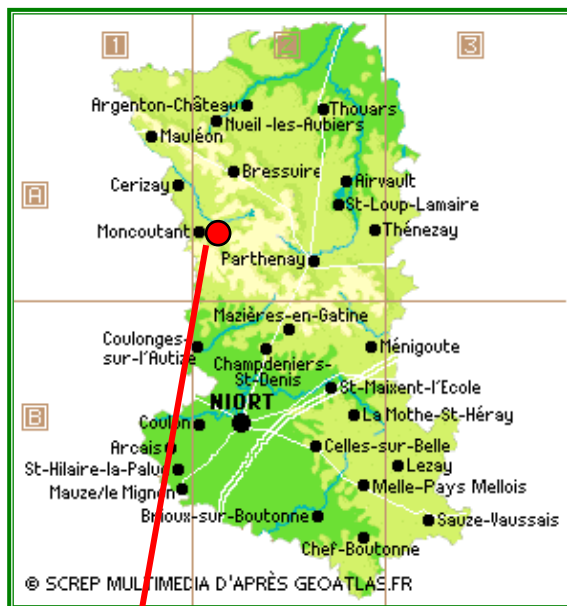 1
2
3
Argenton-Château
Thouars
Nueil-les-Aubiers
Mauléon
Bressuire
Cerizay
Airvault
A
St-Loup-Lamaire
Moncoutant
Thénezay
Parthenay
Mazières-en-Gatine
Coulonges-
sur-l'Autize
Ménigoute
Champdeniers-
St-Denis
St-Maixent-l'Ecole
NIORT
B
Coulon
La Mothe-St-Héray
Arcais
Celles-sur-Belle
St-Hilaire-la-Palud
Lezay
Mauze/le Mignon
Melle-Pays Mellois
Brioux-sur-Boutonne
Sauze-Vaussais
Chef-Boutonne
© SCREP MULTIMEDIA D'APRÈS GEOATLAS.FR